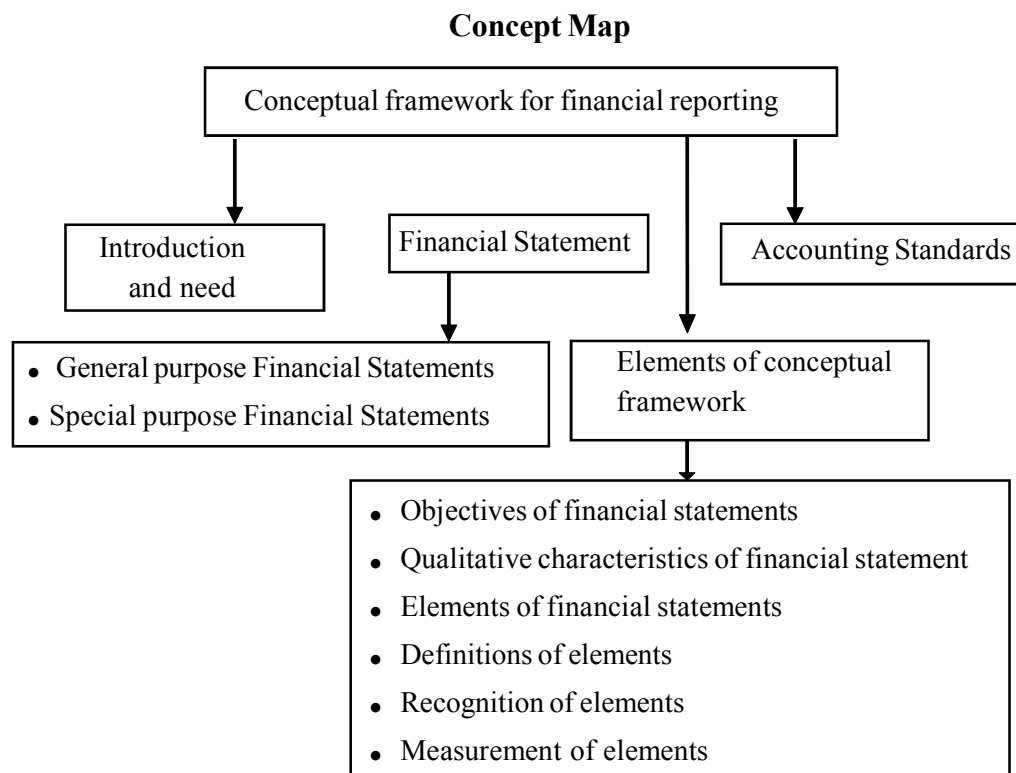 Concept Map
Conceptual framework for financial reporting
Introduction
and need
Financial Statement
Accounting Standards
• General purpose Financial Statements
• Special purpose Financial Statements
Elements of conceptual
framework
• Objectives of financial statements
• Qualitative characteristics of financial statement
• Elements of financial statements
• Definitions of elements
• Recognition of elements
• Measurement of elements